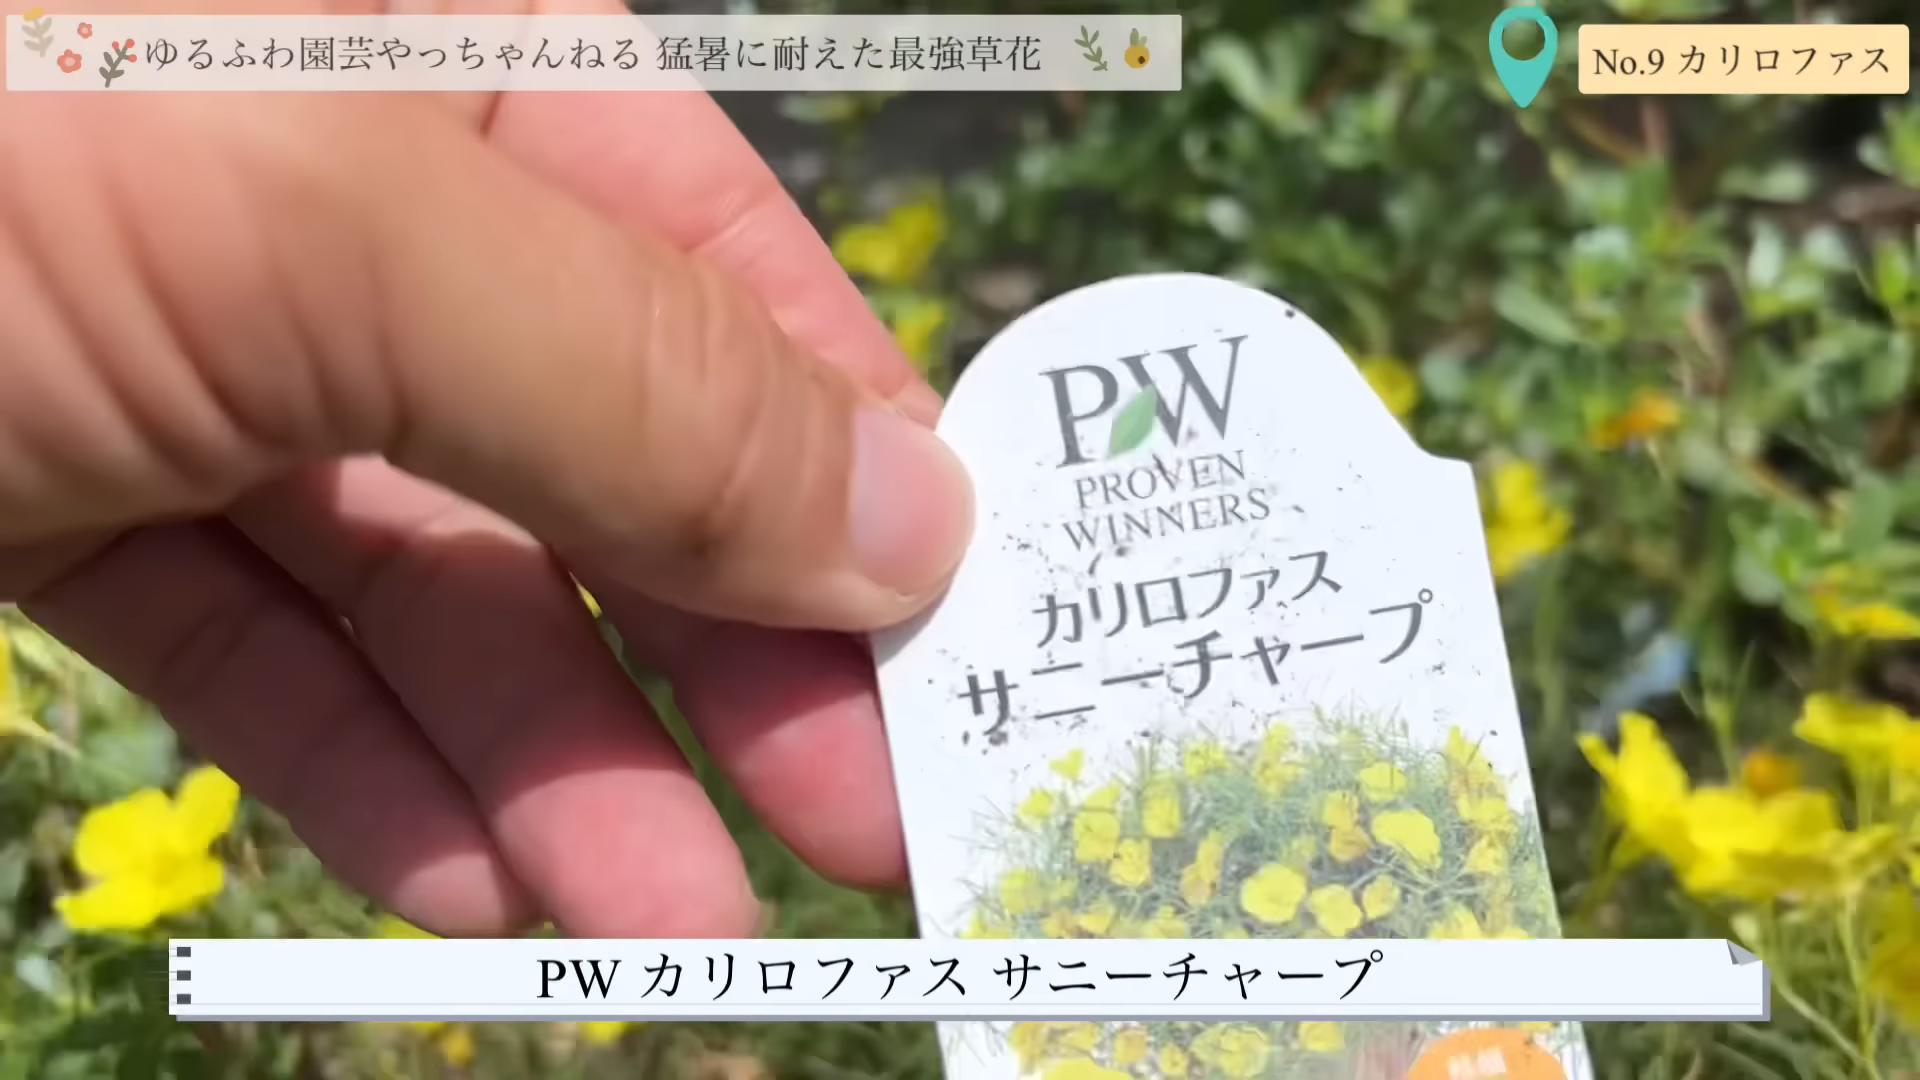 ゆるふわ園芸やっちゃんねる 猛暑に耐えた最強草花
No.9 カリロファス
PW
PROVEN
WINNERS
カリロファス
サニーチャープ
PW カリロファス サニーチャープ